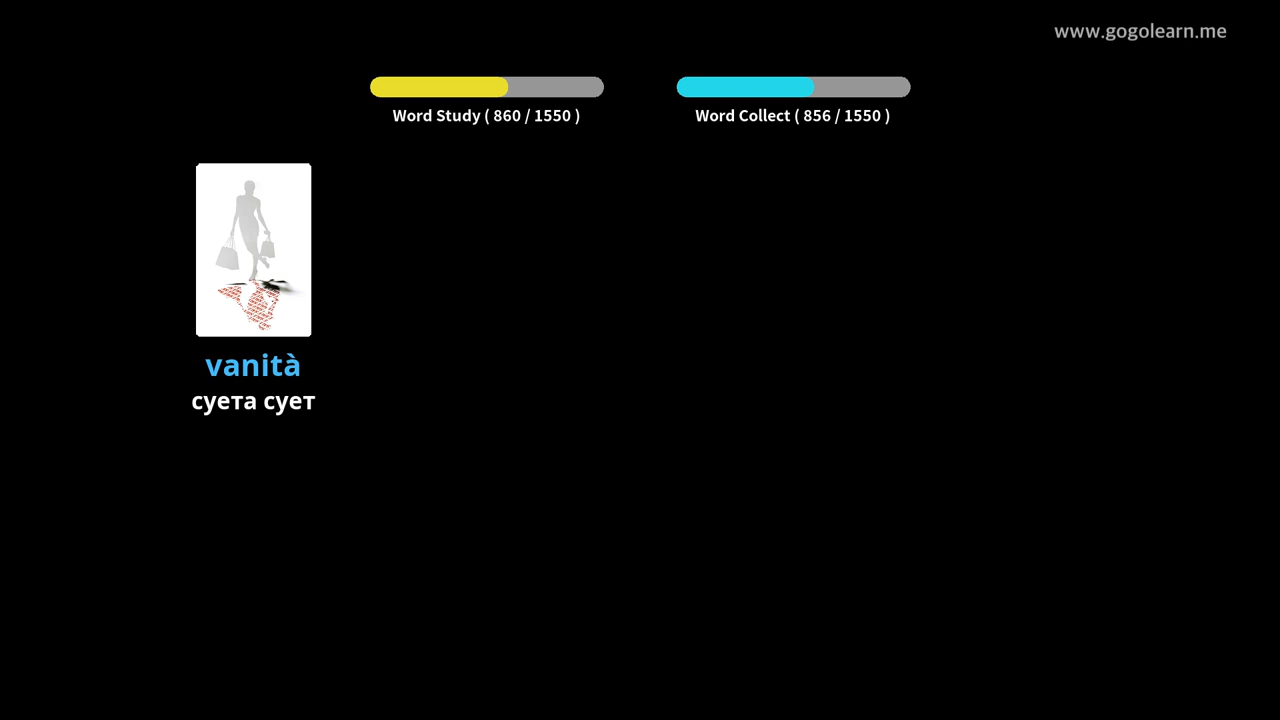 www.gogolearn.me
Word Study ( 860 / 1550 )
Word Collect ( 856 / 1550 )
vanità
суета сует